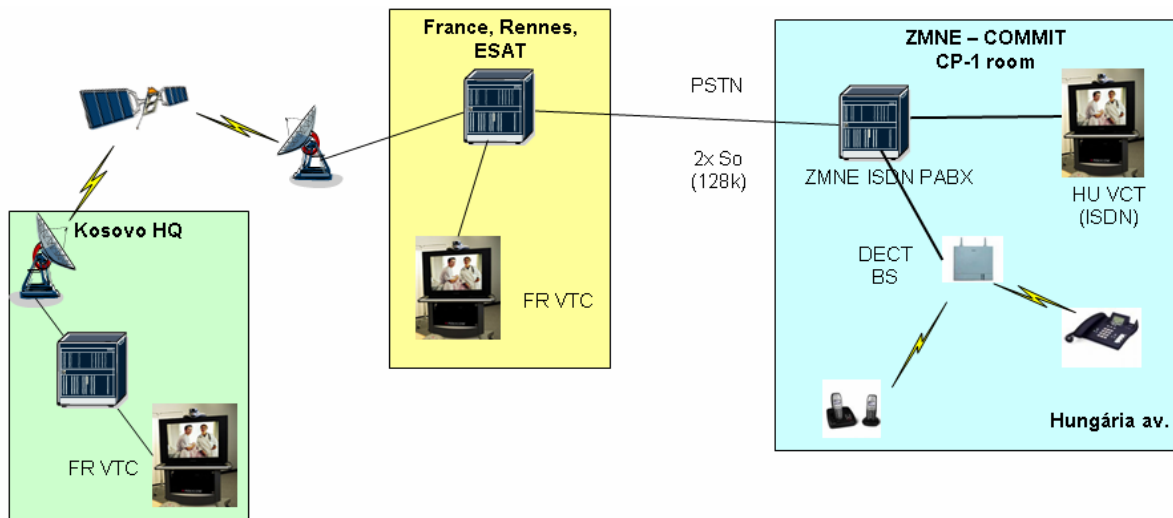 France, Rennes,
ESAT
ZMNE – COMMIT
CP-1 room
PSTN
2x So
(128k)
ZMNE ISDN PABX
HU VCT
(ISDN)
Kosovo HQ
DECT
BS
FR VTC
FR VTC
Hungária av.